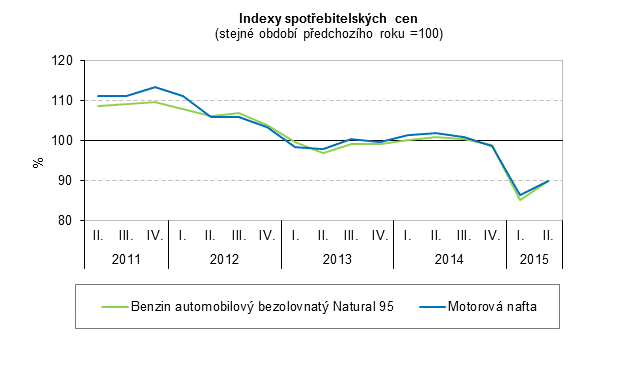 Indexy spotřebitelských cen
(stejné období předchozího roku =100)
120
110
100
90
80
%
II. III. IV. I. II. III. IV. I. II. III. IV. I. II. III. IV. I. II.
2011 2012 2013 2014 2015
Benzin automobilový bezolovnatý Natural 95 Motorová nafta